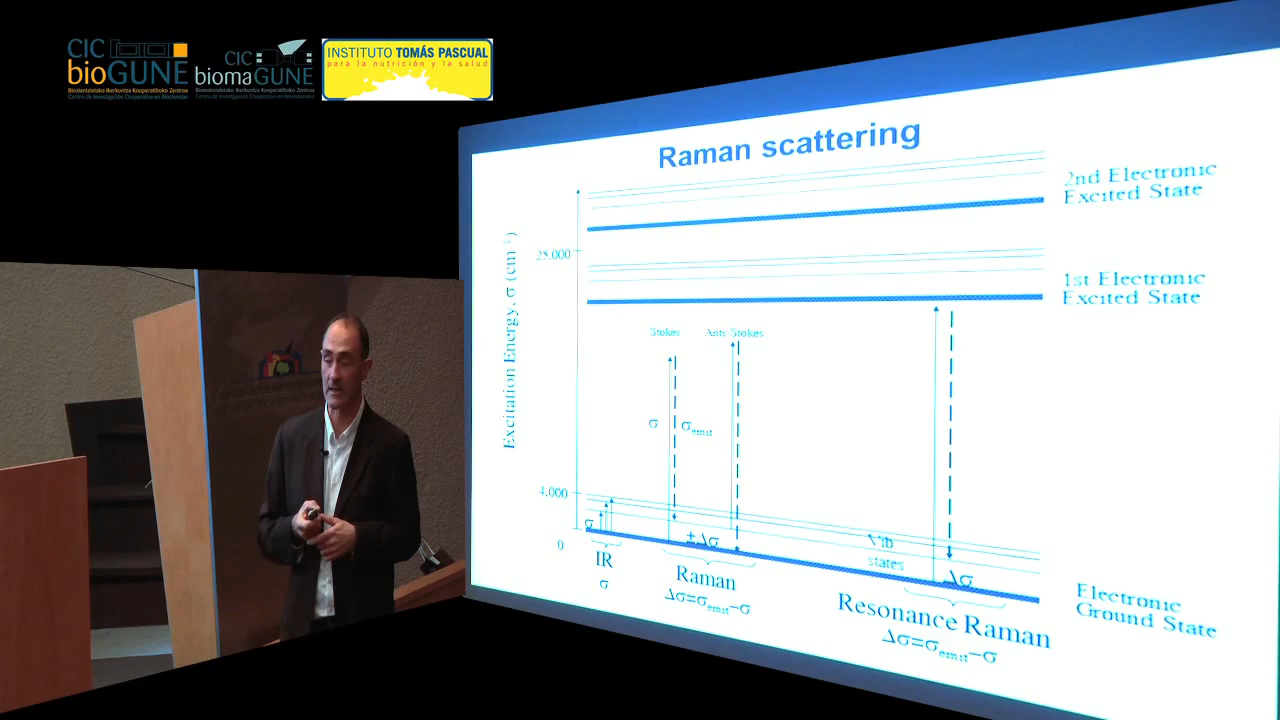 CIC
bioGUNE
Biozientzietako Ikerkuntza Kooperatiboko Zentroa
Centro de Investigación Cooperativa en Biociencias
CIC
biomaGUNE
Biomaterialetako Ikerkuntza Kooperatiboko Zentroa
Centro de Investigación Cooperativa en Biomateriales
INSTITUTO TOMÁS PASCUAL
para la nutrición y la salud
Raman scattering
2nd Electronic
Excited State
25,000
1st Electronic
Excited State
Excitation Energy, σ (cm⁻¹)
Stokes
Anti-Stokes
σ
σemit
4,000
σ
0
±Δσ
Vib
states
Δσ
IR
σ
Raman
Δσ=σemit−σ
Resonance Raman
Δσ=σemit−σ
Electronic
Ground State